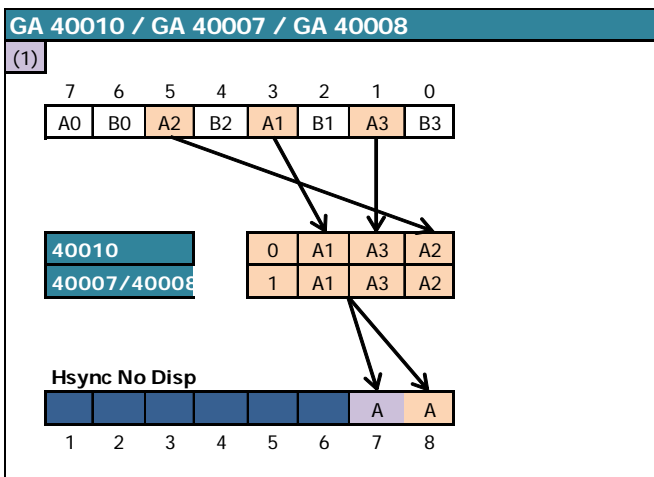 GA 40010 / GA 40007 / GA 40008
(1)
7 6 5 4 3 2 1 0
A0 B0 A2 B2 A1 B1 A3 B3
40010 0 A1 A3 A2
40007/40008 1 A1 A3 A2
Hsync No Disp
A A
1 2 3 4 5 6 7 8